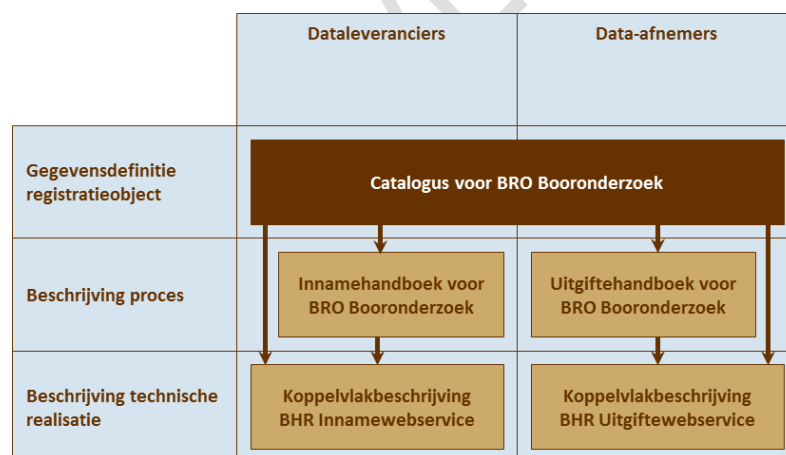 Dataleveranciers
Data-afnemers
Gegevensdefinitie
registratieobject
Catalogus voor BRO Booronderzoek
Beschrijving proces
Innamehandboek voor
BRO Booronderzoek
Uitgiftehandboek voor
BRO Booronderzoek
Beschrijving technische
realisatie
Koppelvlakbeschrijving
BHR Innamewebservice
Koppelvlakbeschrijving
BHR Uitgiftewebservice